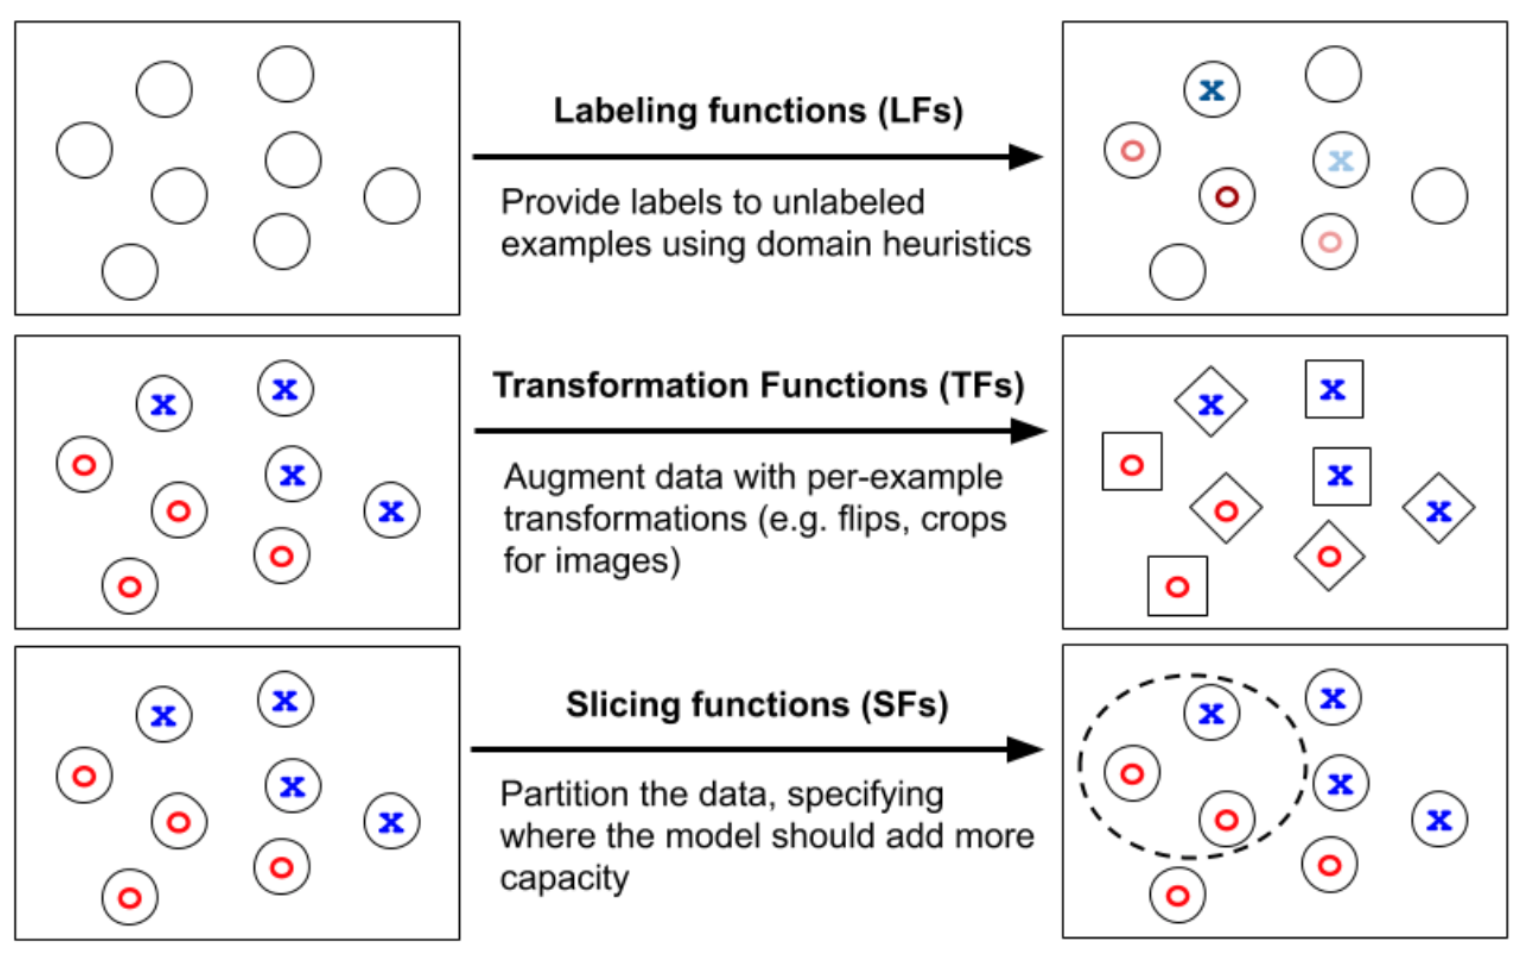 Labeling functions (LFs)
Provide labels to unlabeled
examples using domain heuristics
x
o
x
o
o
Transformation Functions (TFs)
Augment data with per-example
transformations (e.g. flips, crops
for images)
x
x
o
x
o
x
o
o
x
x
o
x
o
x
o
o
Slicing functions (SFs)
Partition the data, specifying
where the model should add more
capacity
x
x
o
x
o
x
o
o
x
x
o
x
o
x
o
o